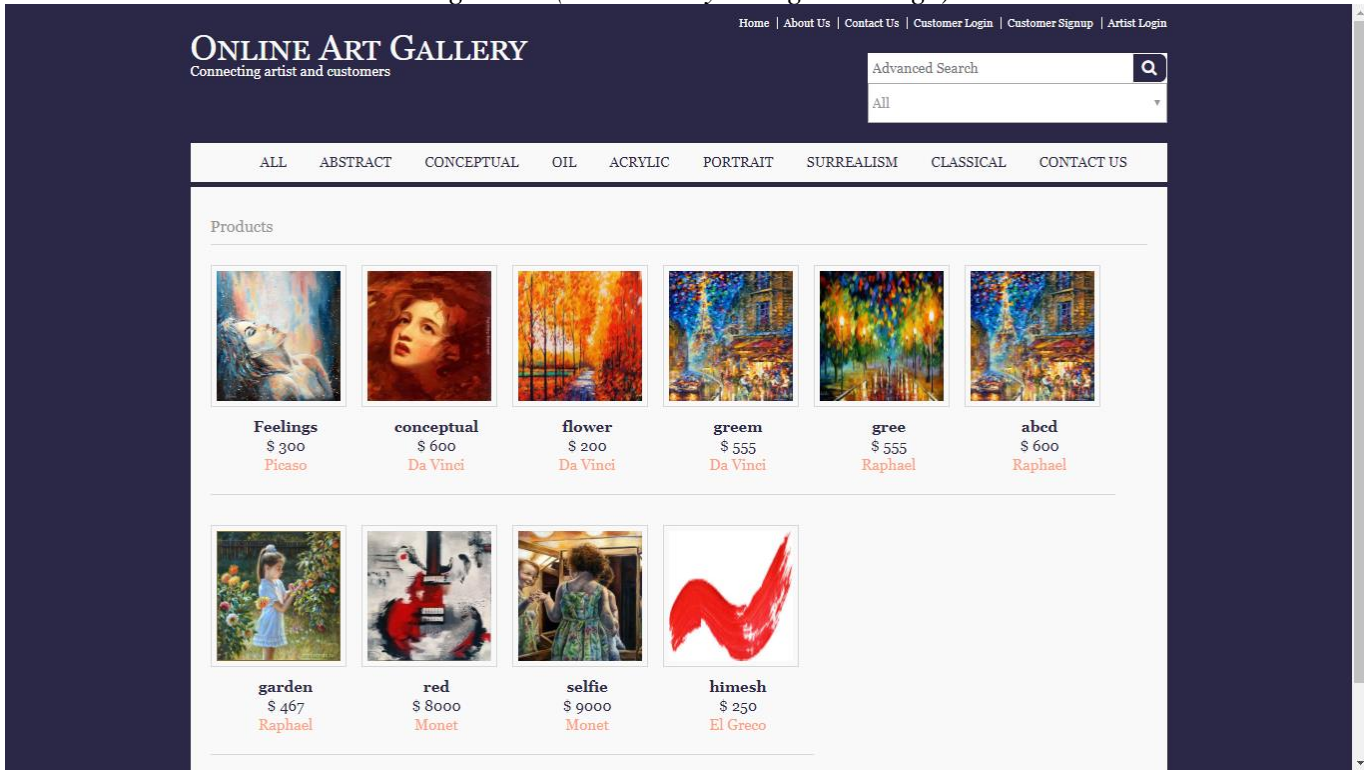 Home | About Us | Contact Us | Customer Login | Customer Signup | Artist Login
ONLINE ART GALLERY
Connecting artist and customers
Advanced Search
All
ALL ABSTRACT CONCEPTUAL OIL ACRYLIC PORTRAIT SURREALISM CLASSICAL CONTACT US
Products
Feelings conceptual flower greem gree abcd
$ 300 $ 600 $ 200 $ 555 $ 555 $ 600
Picaso Da Vinci Da Vinci Da Vinci Raphael Raphael
garden red selfie himesh
$ 467 $ 8000 $ 9000 $ 250
Raphael Monet Monet El Greco